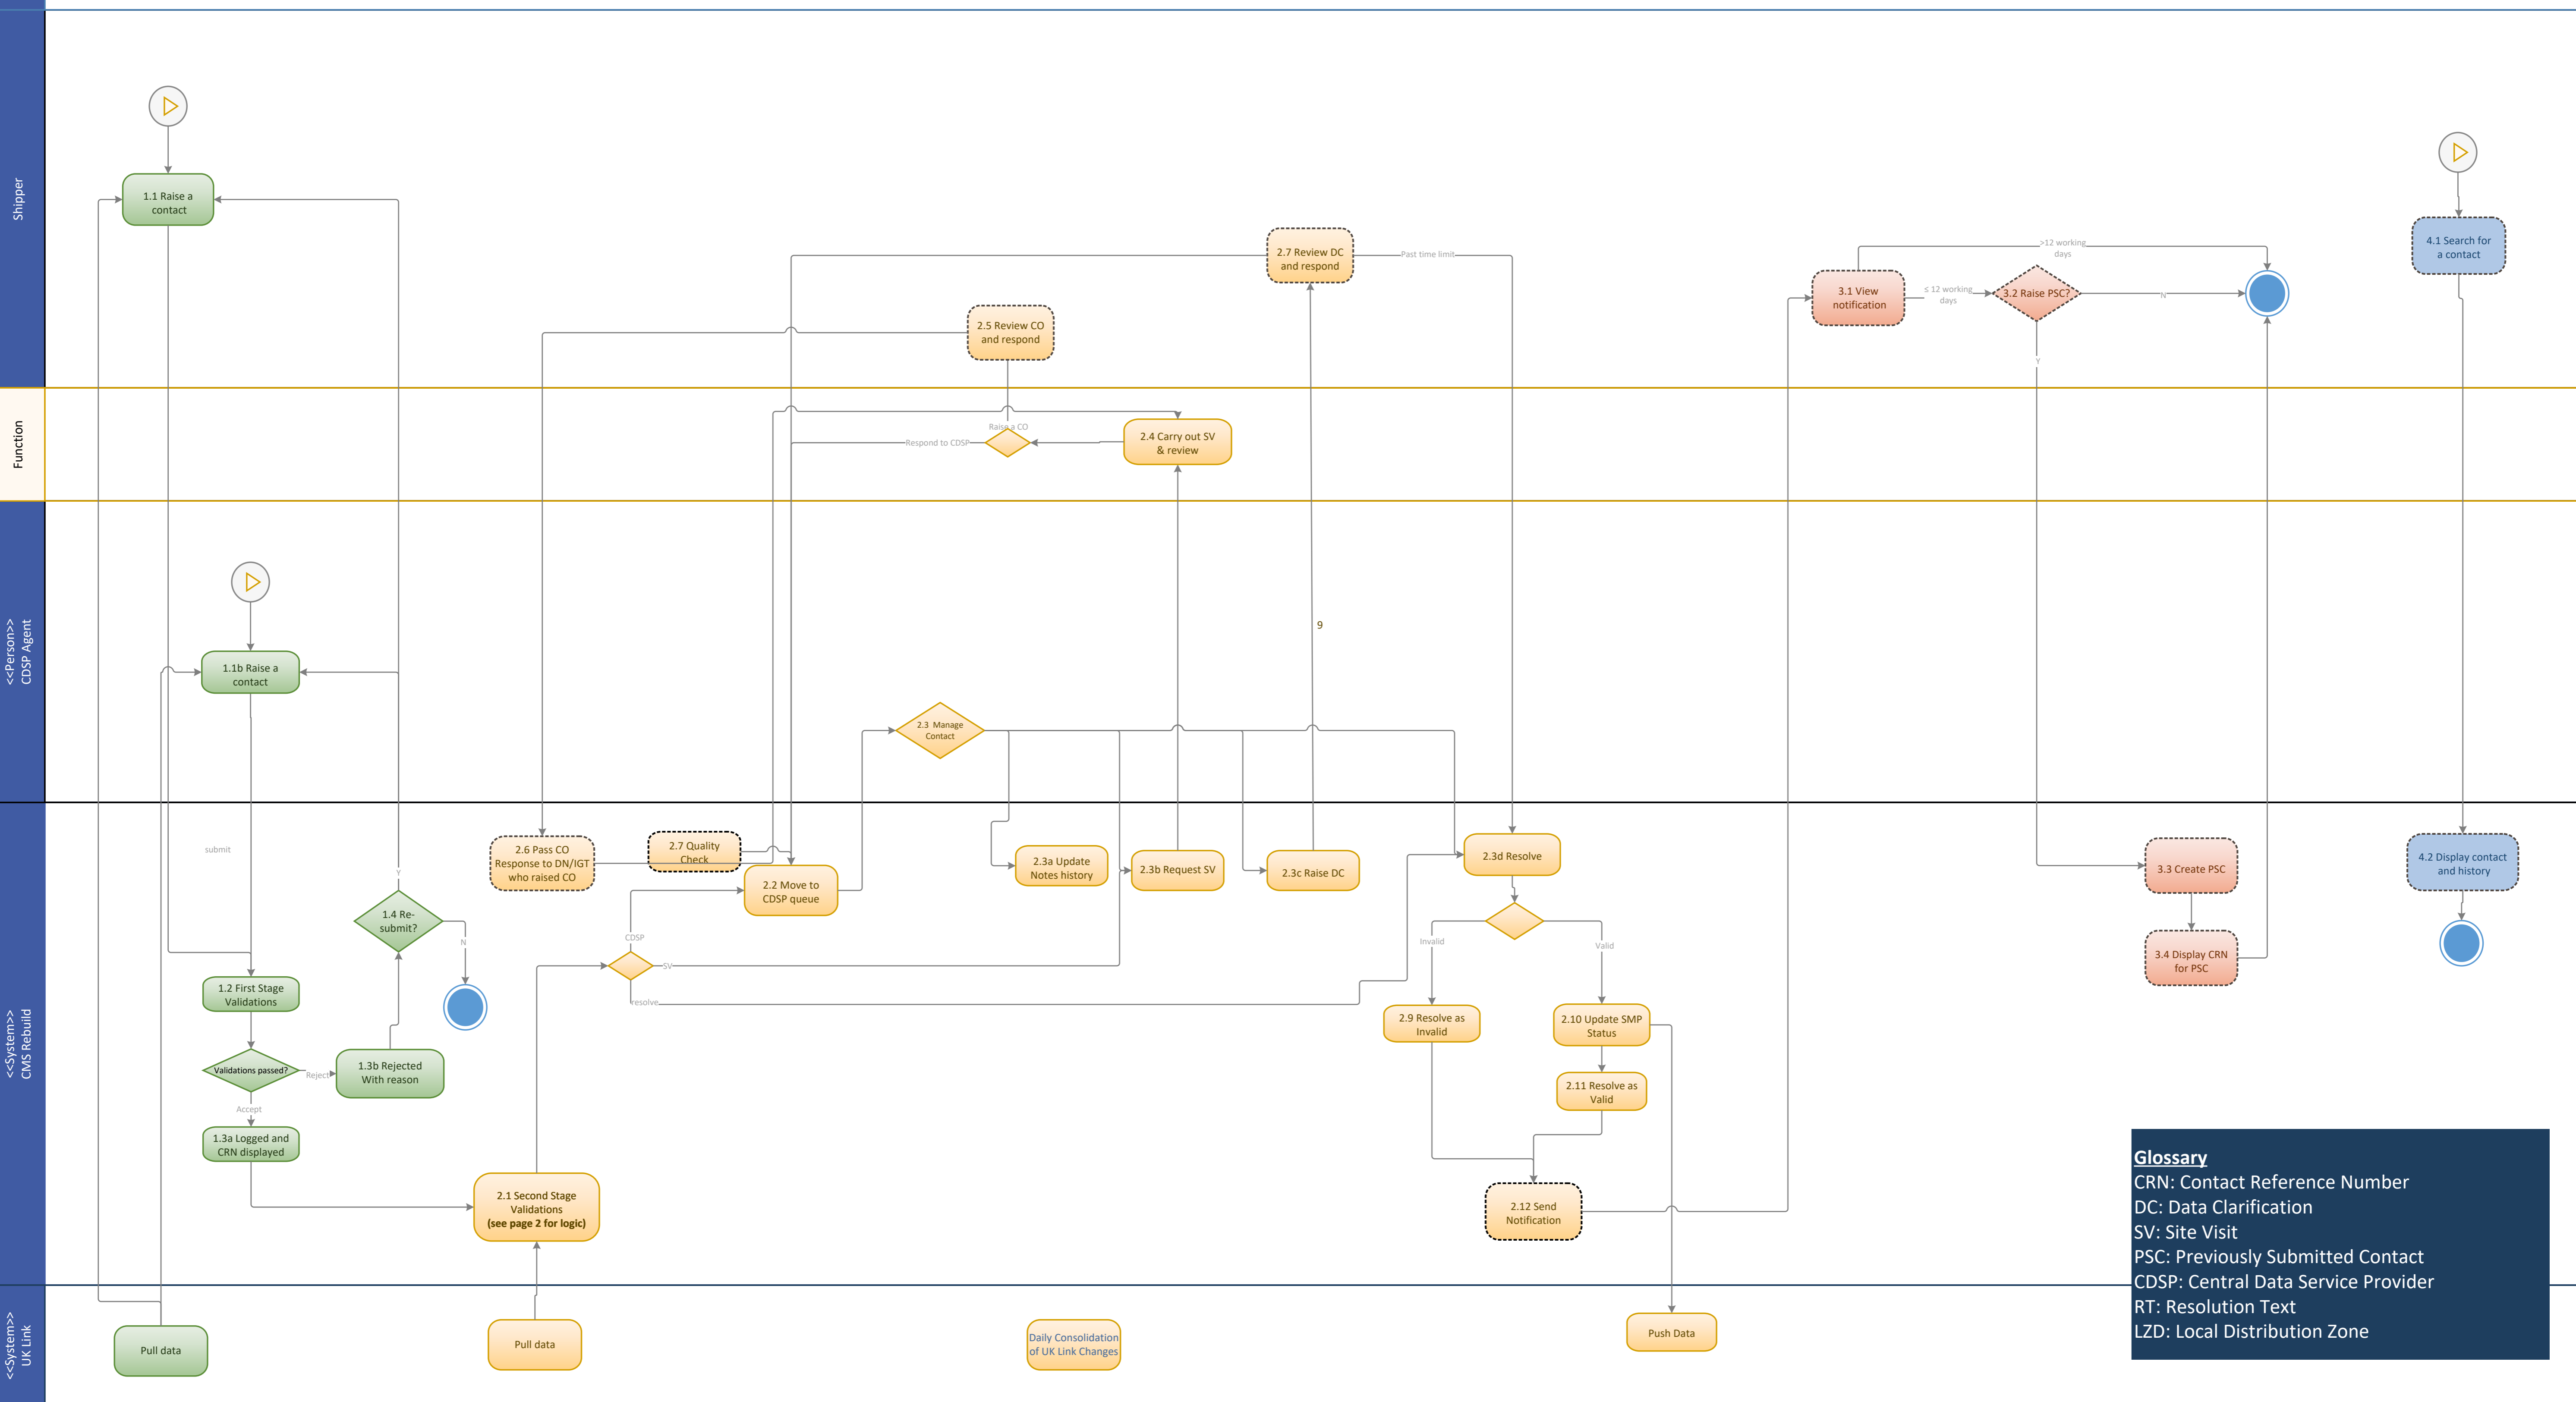 Shipper
1.1 Raise a
contact
2.7 Review DC
and respond
Past time limit
2.5 Review CO
and respond
>12 working
days
3.1 View
notification
≤ 12 working
days
3.2 Raise PSC?
N
Y
4.1 Search for
a contact
Function
Raise a CO
Respond to CDSP
2.4 Carry out SV
& review
<<Person>>
CDSP Agent
1.1b Raise a
contact
9
2.3 Manage
Contact
<<System>>
CMS Rebuild
submit
Y
1.4 Re-
submit?
N
1.2 First Stage
Validations
Validations passed?
Reject
1.3b Rejected
With reason
Accept
1.3a Logged and
CRN displayed
2.6 Pass CO
Response to DN/IGT
who raised CO
2.7 Quality
Check
2.2 Move to
CDSP queue
CDSP
SV
resolve
2.1 Second Stage
Validations
(see page 2 for logic)
2.3a Update
Notes history
2.3b Request SV
2.3c Raise DC
2.3d Resolve
Invalid
Valid
2.9 Resolve as
Invalid
2.10 Update SMP
Status
2.11 Resolve as
Valid
2.12 Send
Notification
3.3 Create PSC
3.4 Display CRN
for PSC
4.2 Display contact
and history
<<System>>
UK Link
Pull data
Pull data
Daily Consolidation
of UK Link Changes
Push Data
Glossary
CRN: Contact Reference Number
DC: Data Clarification
SV: Site Visit
PSC: Previously Submitted Contact
CDSP: Central Data Service Provider
RT: Resolution Text
LZD: Local Distribution Zone